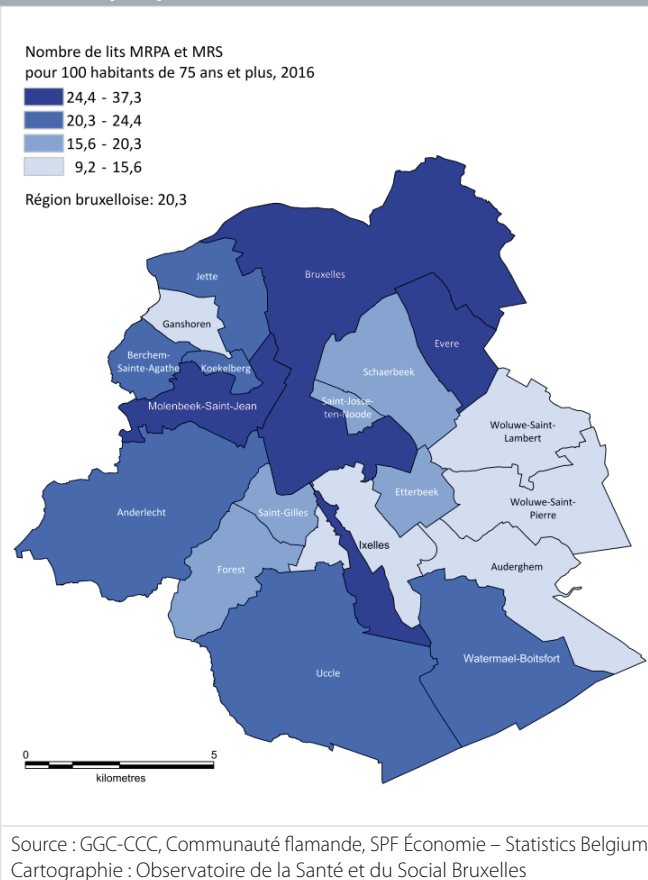 Nombre de lits MRPA et MRS
pour 100 habitants de 75 ans et plus, 2016
24,4 - 37,3
20,3 - 24,4
15,6 - 20,3
9,2 - 15,6
Région bruxelloise: 20,3
Jette
Bruxelles
Ganshoren
Evere
Berchem-
Sainte-Agathe
Koekelberg
Schaerbeek
Molenbeek-Saint-Jean
Saint-Josse-
ten-Noode
Woluwe-Saint-
Lambert
Etterbeek
Woluwe-Saint-
Pierre
Anderlecht
Saint-Gilles
Ixelles
Forest
Auderghem
Uccle
Watermael-Boitsfort
0 5
kilometres
Source : GGC-CCC, Communauté flamande, SPF Économie – Statistics Belgium
Cartographie : Observatoire de la Santé et du Social Bruxelles